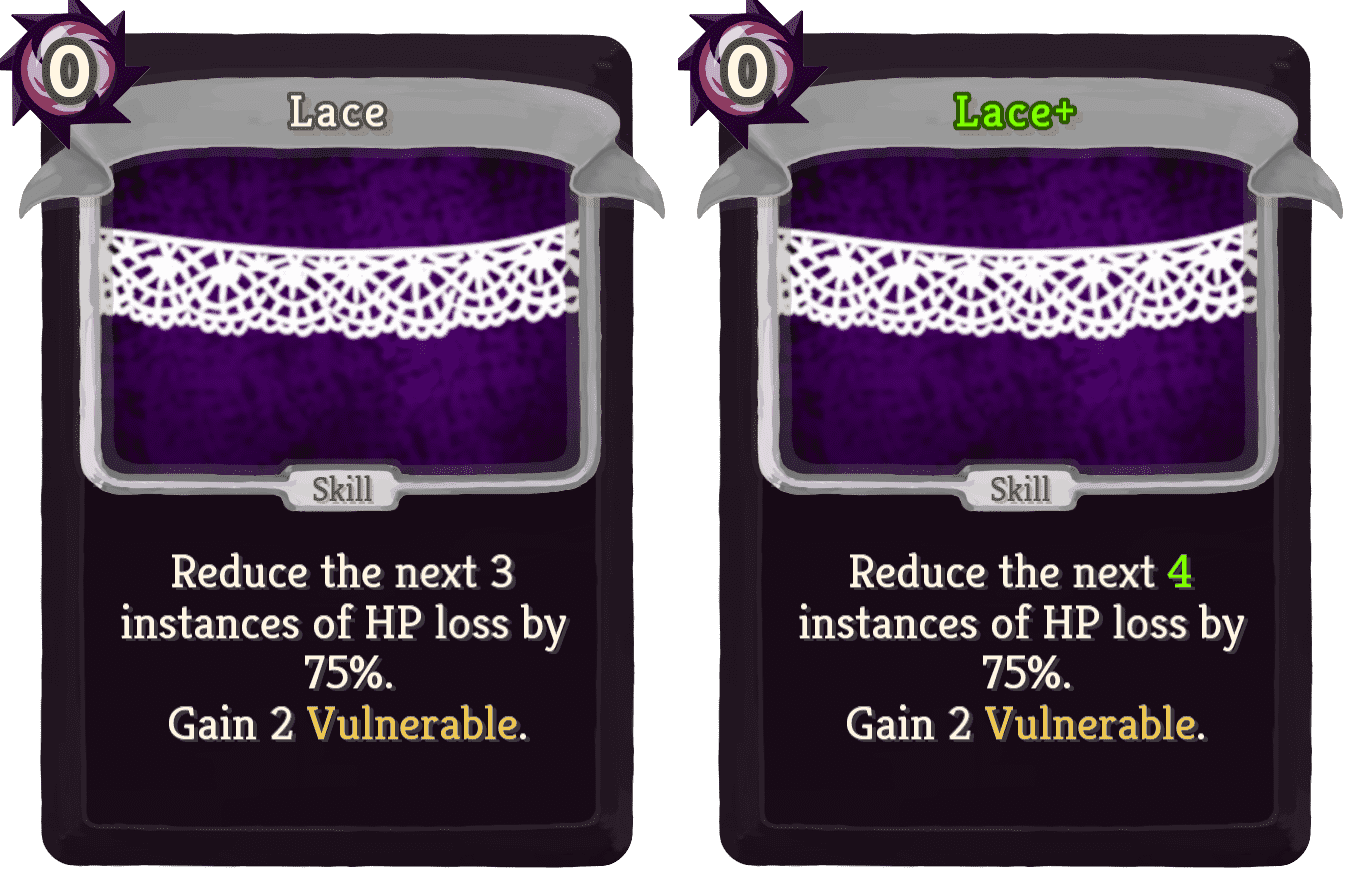 0
Lace
Skill
Reduce the next 3
instances of HP loss by
75%.
Gain 2 Vulnerable.
0
Lace+
Skill
Reduce the next 4
instances of HP loss by
75%.
Gain 2 Vulnerable.